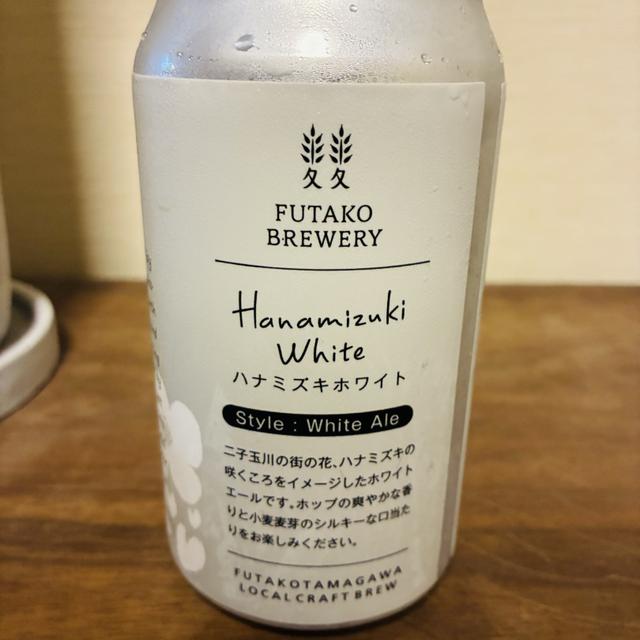 久久
FUTAKO
BREWERY
Hanamizuki
White
ハナミズキホワイト
Style : White Ale
二子玉川の街の花、ハナミズキの
咲くころをイメージしたホワイト
エールです。ホップの爽やかな香
りと小麦麦芽のシルキーな口当た
りをお楽しみください。
FUTAKOTAMAGAWA
LOCAL CRAFT BREW